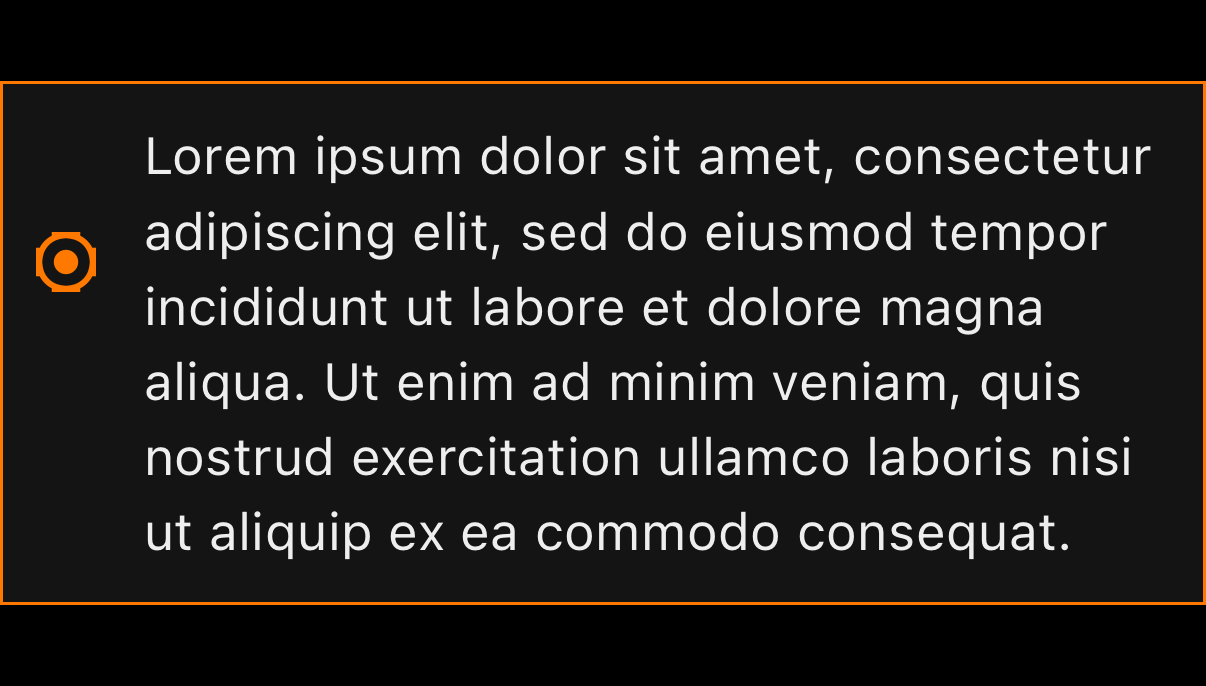 Lorem ipsum dolor sit amet, consectetur
adipiscing elit, sed do eiusmod tempor
incididunt ut labore et dolore magna
aliqua. Ut enim ad minim veniam, quis
nostrud exercitation ullamco laboris nisi
ut aliquip ex ea commodo consequat.